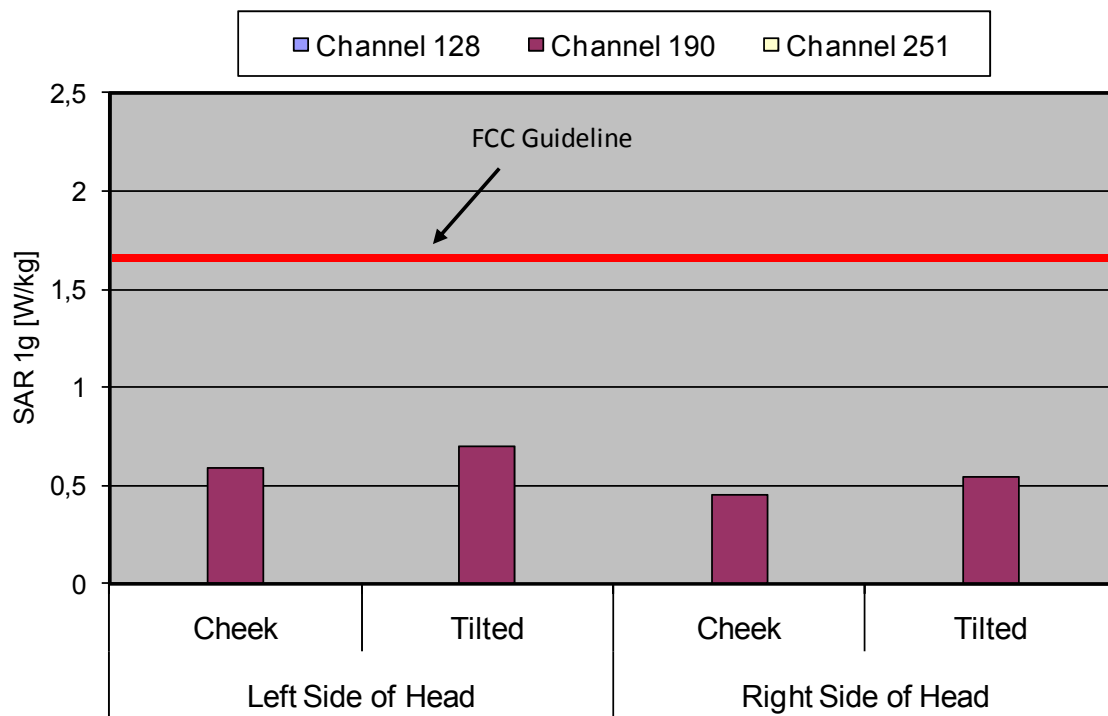 Channel 128 Channel 190 Channel 251
FCC Guideline
SAR 1g [W/kg]
2,5
2
1,5
1
0,5
0
Cheek Tilted Cheek Tilted
Left Side of Head Right Side of Head